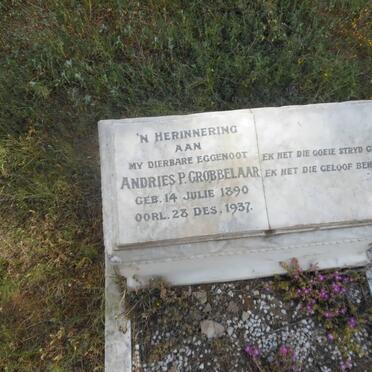 'N HERINNERING
AAN
MY DIERBARE EGGENOOT
ANDRIES P. GROBBELAAR
GEB. 14 JULIE 1890
OORL. 23 DES. 1937.
EK HET DIE GOEIE STRYD
EK HET DIE GELOOF